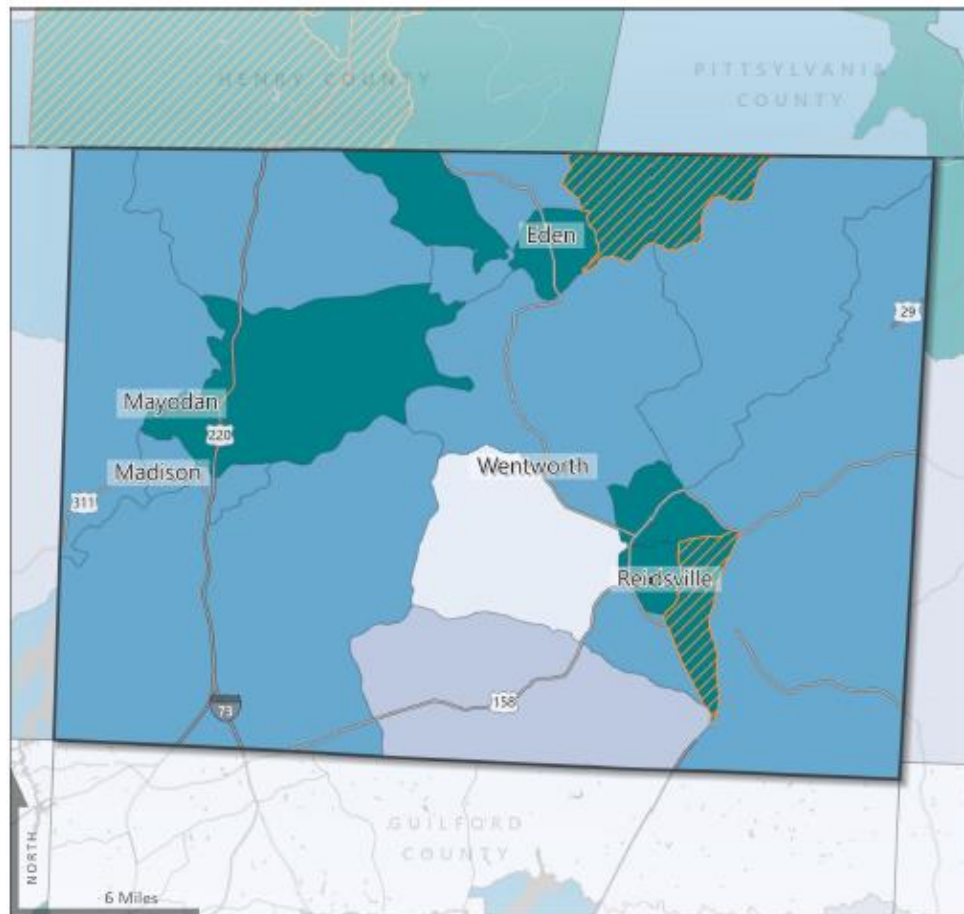 HENRY COUNTY
PITTSYLVANIA
COUNTY
Eden
29
Mayodan
220
Madison
Wentworth
311
Reidsville
158
73
GUILFORD
COUNTY
NORTH
6 Miles